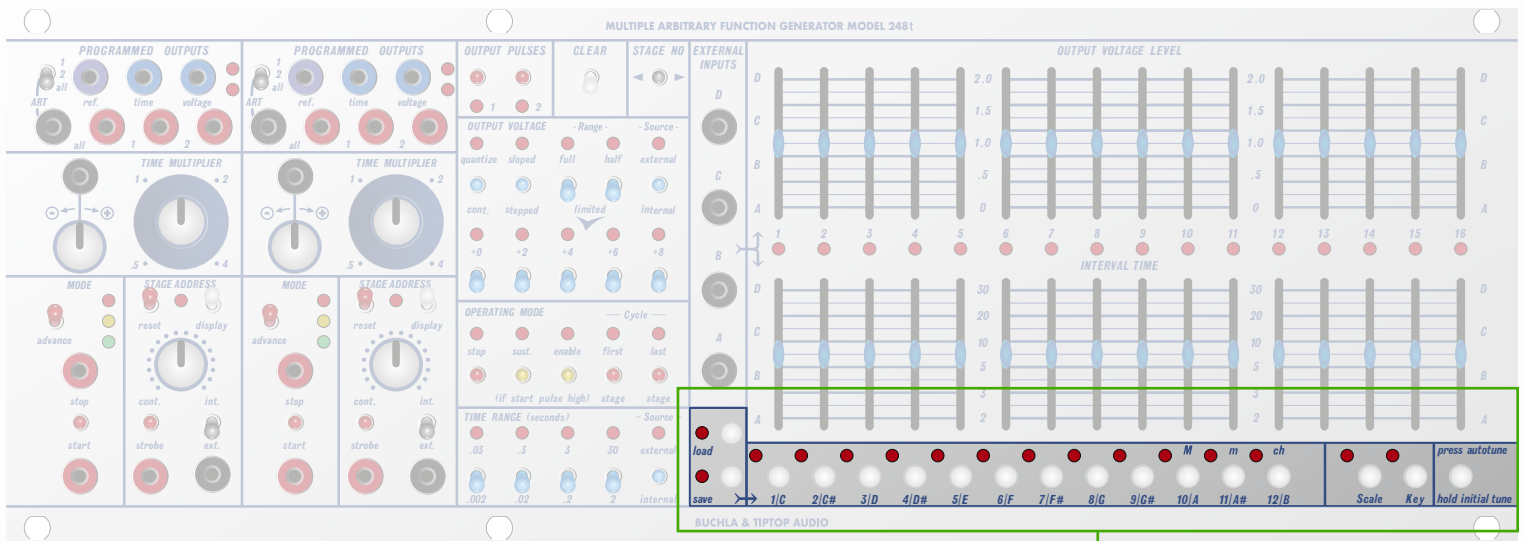 MULTIPLE ARBITRARY FUNCTION GENERATOR MODEL 248t
PROGRAMMED OUTPUTS
1
2
all
ART
ref. time voltage
all 1 2
PROGRAMMED OUTPUTS
1
2
all
ART
ref. time voltage
all 1 2
TIME MULTIPLIER
1 2
.5 4
TIME MULTIPLIER
1 2
.5 4
MODE
advance
stop
start
STAGE ADDRESS
reset display
cont. int.
strobe ext.
MODE
advance
stop
start
STAGE ADDRESS
reset display
cont. int.
strobe ext.
OUTPUT PULSES
1 2
CLEAR
STAGE NO
OUTPUT VOLTAGE - Range - - Source -
quantize sloped full half external
cont. stepped limited internal
+0 +2 +4 +6 +8
OPERATING MODE — Cycle —
stop sust. enable first last
(if start pulse high) stage stage
TIME RANGE (seconds) - Source -
.03 .3 3 30 external
.002 .02 .2 2 internal
EXTERNAL
INPUTS
D
C
B
A
OUTPUT VOLTAGE LEVEL
D 2.0 2.0 D
1.5 1.5
C C
1.0 1.0
B B
.5 .5
A 0 0 A
1 2 3 4 5 6 7 8 9 10 11 12 13 14 15 16
INTERVAL TIME
D 30 30 D
20 20
C C
10 10
5 5
B B
3 3
A 2 2 A
load
save
M m ch
1|C 2|C# 3|D 4|D# 5|E 6|F 7|F# 8|G 9|G# 10|A 11|A# 12|B
Scale Key
press autotune
hold initial tune
BUCHLA & TIPTOP AUDIO